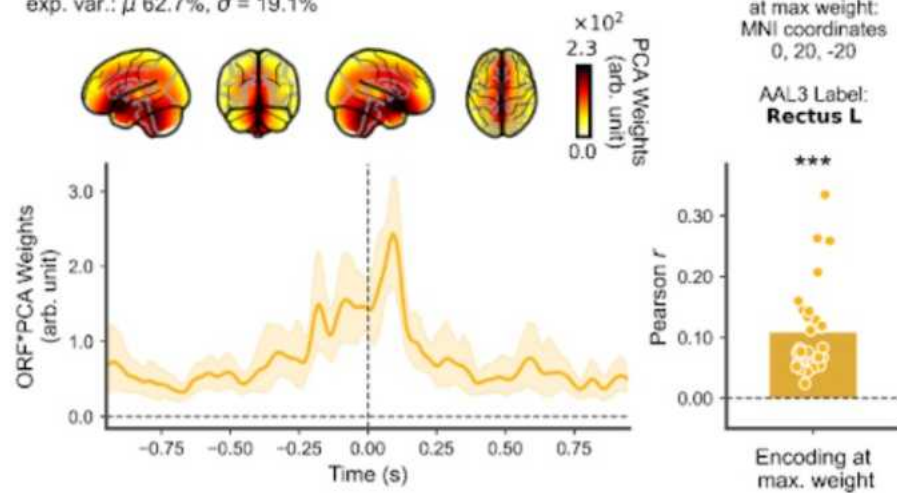 exp. var.: μ 62.7%, σ = 19.1%
×10²
2.3
0.0
PCA Weights
(arb. unit)
at max weight:
MNI coordinates
0, 20, -20
AAL3 Label:
Rectus L
***
3.0
2.0
1.0
0.0
ORF*PCA Weights
(arb. unit)
−0.75
−0.50
−0.25
0.00
0.25
0.50
0.75
Time (s)
0.30
0.20
0.10
0.00
Pearson r
Encoding at
max. weight